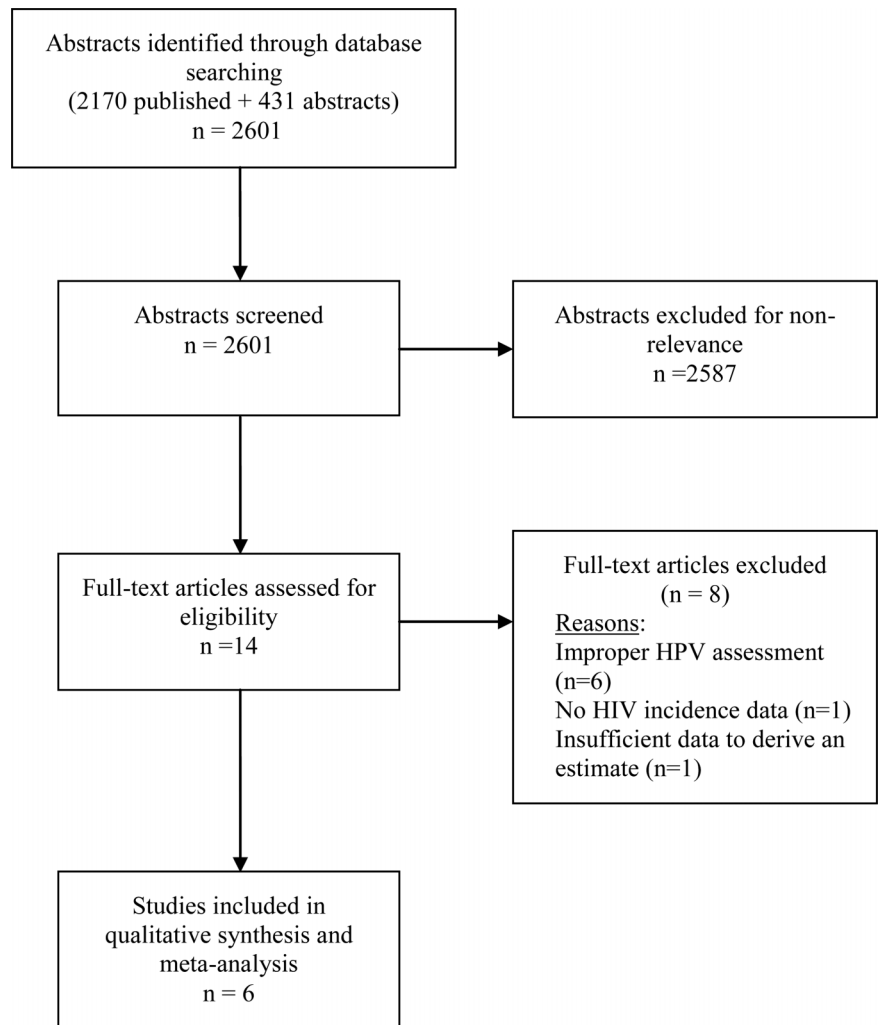 Abstracts identified through database
searching
(2170 published + 431 abstracts)
n = 2601
Abstracts screened
n = 2601
Abstracts excluded for non-
relevance
n =2587
Full-text articles assessed for
eligibility
n =14
Full-text articles excluded
(n = 8)
Reasons:
Improper HPV assessment
(n=6)
No HIV incidence data (n=1)
Insufficient data to derive an
estimate (n=1)
Studies included in
qualitative synthesis and
meta-analysis
n = 6